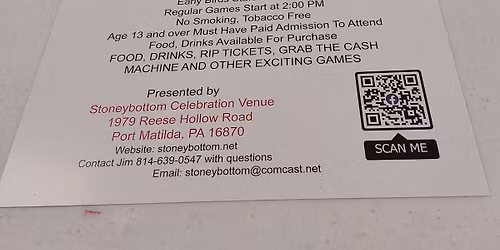 Early Birds Start
Regular Games Start at 2:00 PM
No Smoking, Tobacco Free
Age 13 and over Must Have Paid Admission To Attend
Food, Drinks Available For Purchase
FOOD, DRINKS, RIP TICKETS, GRAB THE CASH
MACHINE AND OTHER EXCITING GAMES
Presented by
Stoneybottom Celebration Venue
1979 Reese Hollow Road
Port Matilda, PA 16870
Website: stoneybottom.net
Contact Jim 814-639-0547 with questions
Email: stoneybottom@comcast.net
SCAN ME